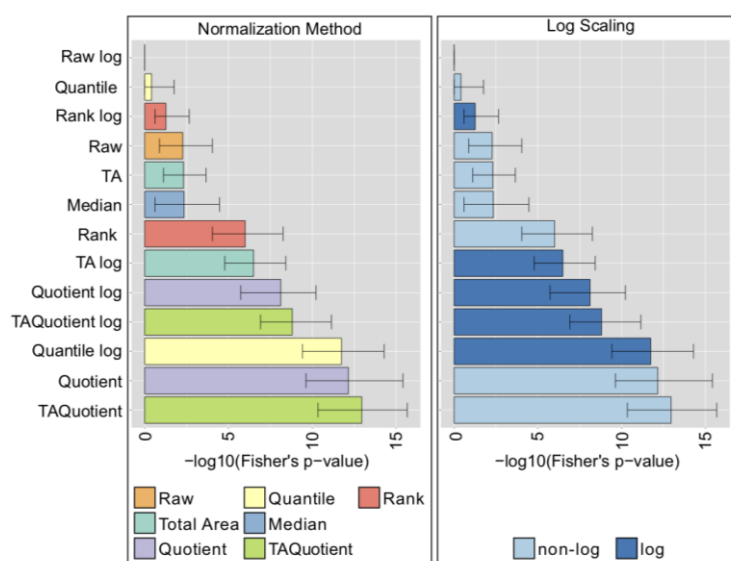 Normalization Method
Log Scaling
Raw log
Quantile
Rank log
Raw
TA
Median
Rank
TA log
Quotient log
TAQuotient log
Quantile log
Quotient
TAQuotient
0 5 10 15
−log10(Fisher's p−value)
0 5 10 15
−log10(Fisher's p−value)
Raw Quantile Rank
Total Area Median
Quotient TAQuotient
non-log log